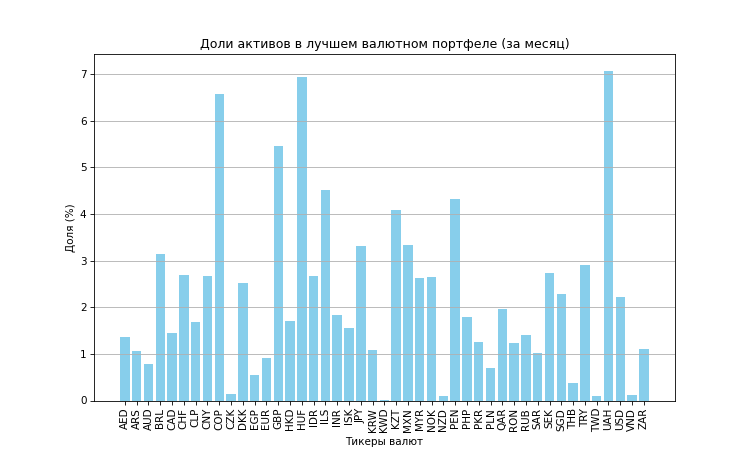 Доли активов в лучшем валютном портфеле (за месяц)
Доля (%)
7
6
5
4
3
2
1
0
AED ARS AUD BRL CAD CHF CLP CNY COP CZK DKK EGP EUR GBP HKD HUF IDR ILS INR ISK JPY KRW KWD KZT MXN MYR NOK NZD PEN PHP PKR PLN QAR RON RUB SAR SEK SGD THB TRY TWD UAH USD VND ZAR
Тикеры валют